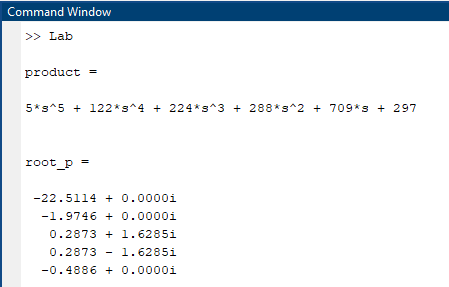 Command Window
>> Lab
product =
5*s^5 + 122*s^4 + 224*s^3 + 288*s^2 + 709*s + 297
root_p =
-22.5114 + 0.0000i
-1.9746 + 0.0000i
0.2873 + 1.6285i
0.2873 - 1.6285i
-0.4886 + 0.0000i